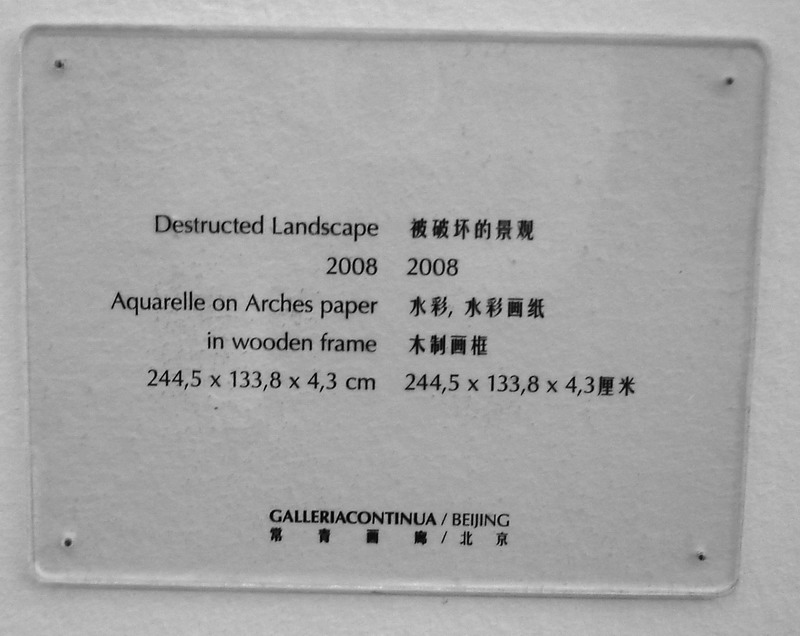 Destructed Landscape 被破坏的景观
2008 2008
Aquarelle on Arches paper 水彩, 水彩画纸
in wooden frame 木制画框
244,5 x 133,8 x 4,3 cm 244,5 x 133,8 x 4,3厘米
GALLERIACONTINUA / BEIJING
常青画廊 / 北京